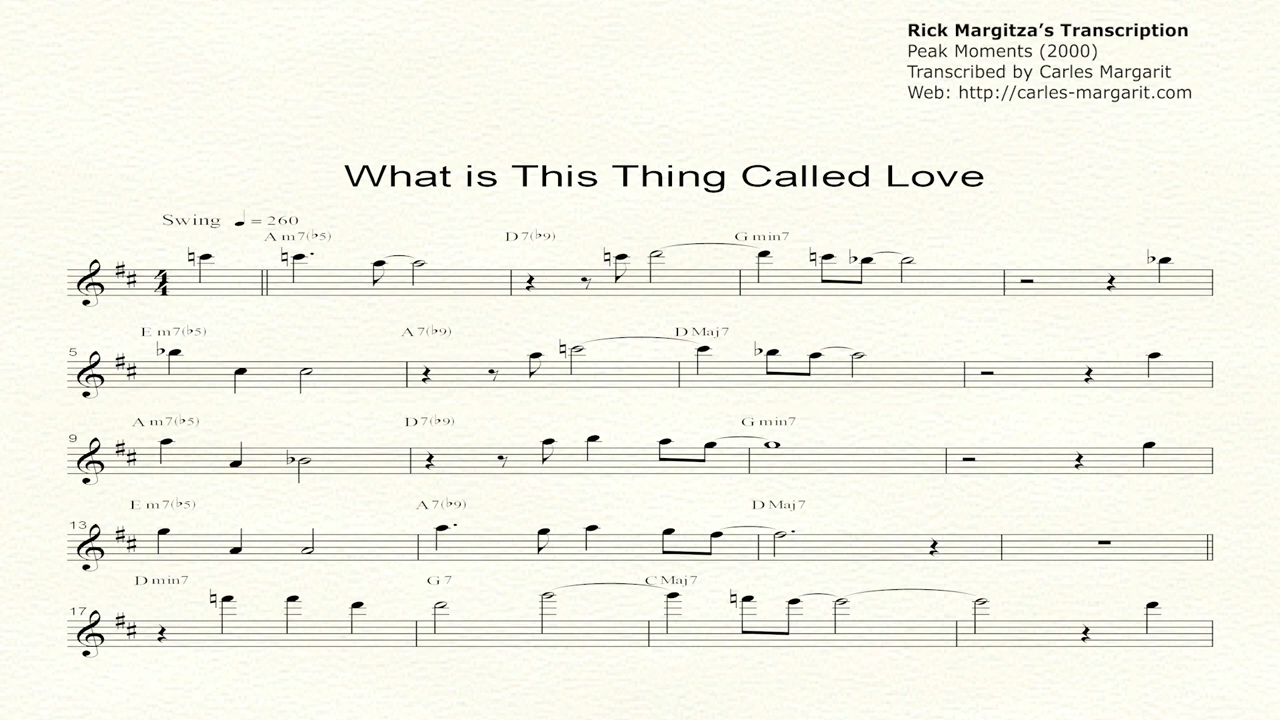 Rick Margitza’s Transcription
Peak Moments (2000)
Transcribed by Carles Margarit
Web: http://carles-margarit.com
What is This Thing Called Love
Swing ♩ = 260
A m7(♭5) D 7(♭9) G min7
4/4
5 E m7(♭5) A 7(♭9) D Maj7
9 A m7(♭5) D 7(♭9) G min7
13 E m7(♭5) A 7(♭9) D Maj7
17 D min7 G 7 C Maj7